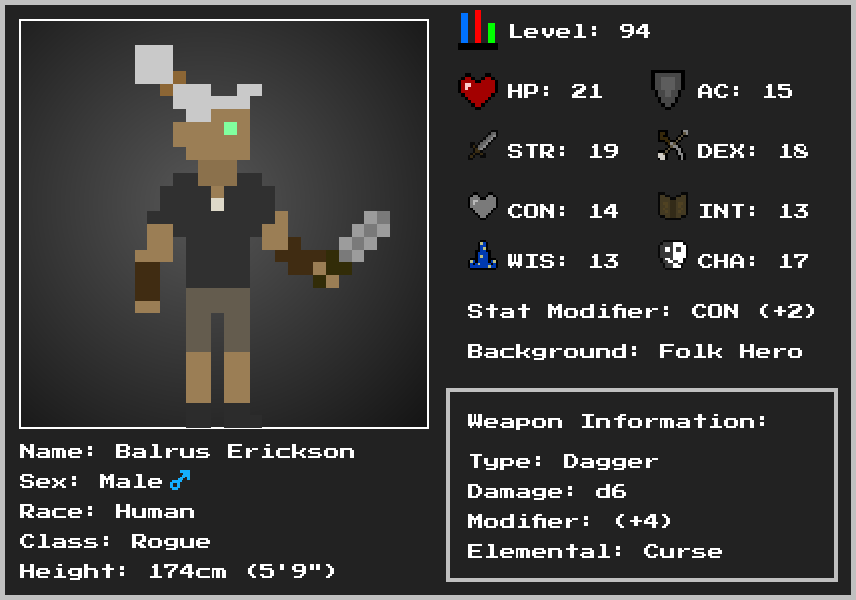 Level: 94
HP: 21
AC: 15
STR: 19
DEX: 18
CON: 14
INT: 13
WIS: 13
CHA: 17
Stat Modifier: CON (+2)
Background: Folk Hero
Name: Balrus Erickson
Sex: Male ♂
Race: Human
Class: Rogue
Height: 174cm (5'9")
Weapon Information:
Type: Dagger
Damage: d6
Modifier: (+4)
Elemental: Curse